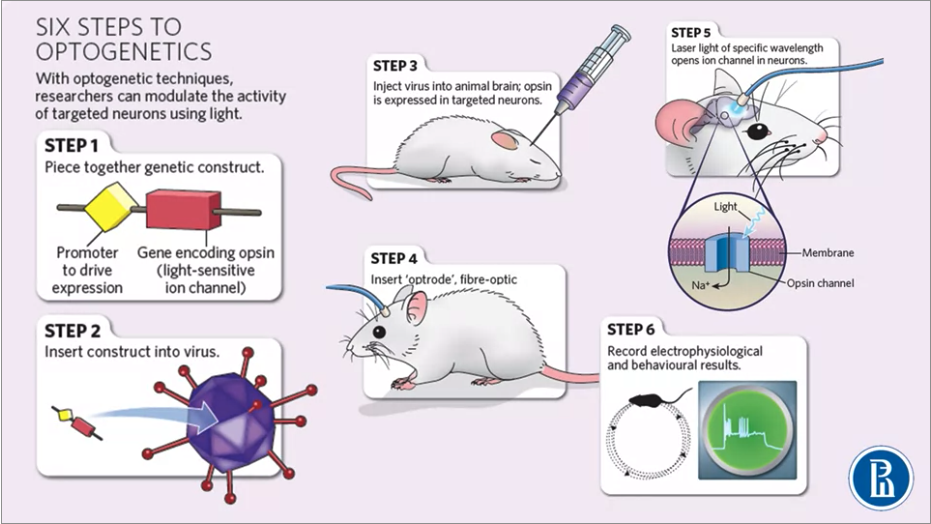 SIX STEPS TO
OPTOGENETICS
With optogenetic techniques,
researchers can modulate the activity
of targeted neurons using light.
STEP 1
Piece together genetic construct.
Promoter
to drive
expression
Gene encoding opsin
(light-sensitive
ion channel)
STEP 2
Insert construct into virus.
STEP 3
Inject virus into animal brain; opsin
is expressed in targeted neurons.
STEP 4
Insert ‘optrode’, fibre-optic
STEP 5
Laser light of specific wavelength
opens ion channel in neurons.
Light
Membrane
Na⁺
Opsin channel
STEP 6
Record electrophysiological
and behavioural results.